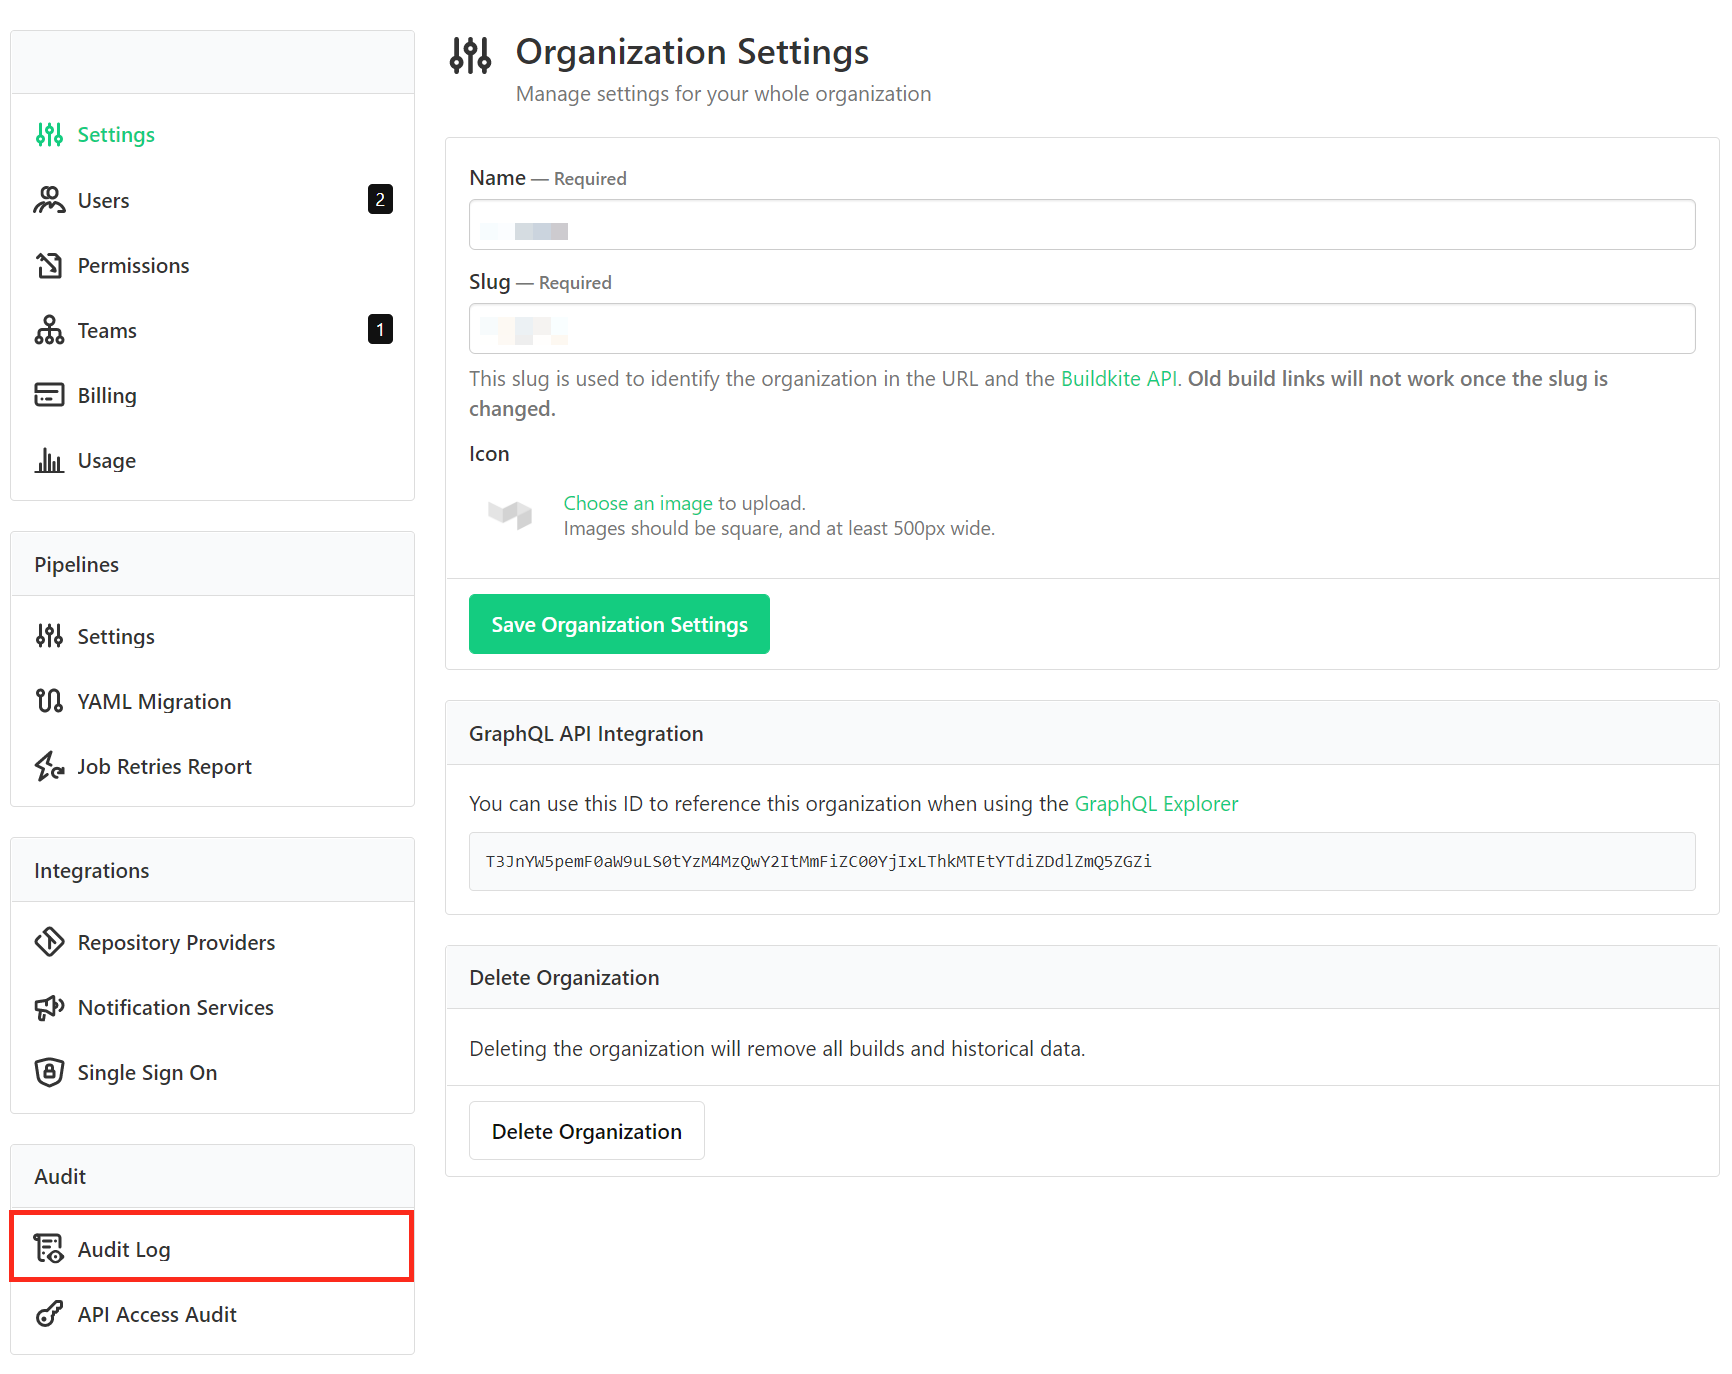 Settings
Users 2
Permissions
Teams 1
Billing
Usage
Pipelines
Settings
YAML Migration
Job Retries Report
Integrations
Repository Providers
Notification Services
Single Sign On
Audit
Audit Log
API Access Audit
Organization Settings
Manage settings for your whole organization
Name — Required
Slug — Required
This slug is used to identify the organization in the URL and the Buildkite API. Old build links will not work once the slug is
changed.
Icon
Choose an image to upload.
Images should be square, and at least 500px wide.
Save Organization Settings
GraphQL API Integration
You can use this ID to reference this organization when using the GraphQL Explorer
T3JnYW5pemF0aW9uLS0tYzM4MzQwY2ItMmFiZC00YjIxLThkMTEtYTdiZDdlZmQ5ZGZi
Delete Organization
Deleting the organization will remove all builds and historical data.
Delete Organization